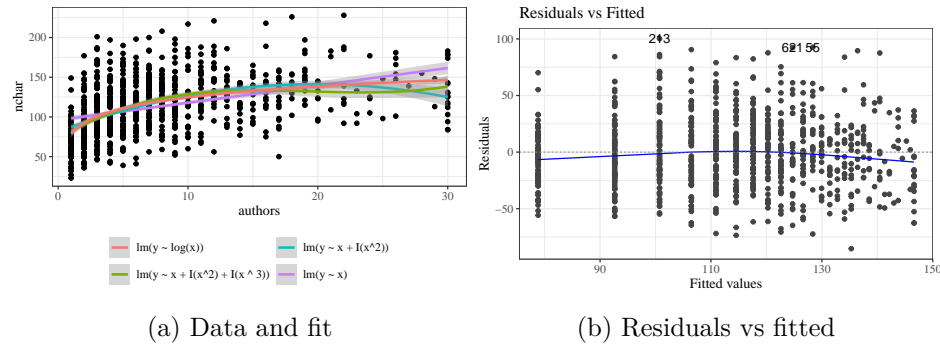 200
150
100
50
nchar
0
10
20
30
authors
lm(y ~ log(x))
lm(y ~ x + I(x^2))
lm(y ~ x + I(x^2) + I(x ^ 3))
lm(y ~ x)
(a) Data and fit
Residuals vs Fitted
100
50
0
−50
Residuals
213
90
110
130
150
Fitted values
(b) Residuals vs fitted